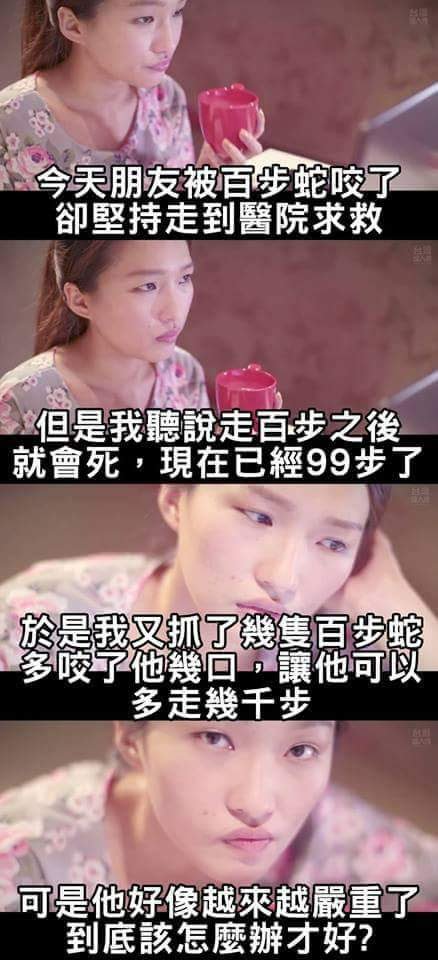 今天朋友被百步蛇咬了
卻堅持走到醫院求救
但是我聽說走百步之後
就會死，現在已經99步了
於是我又抓了幾隻百步蛇
多咬了他幾口，讓他可以
多走幾千步
可是他好像越來越嚴重了
到底該怎麼辦才好?